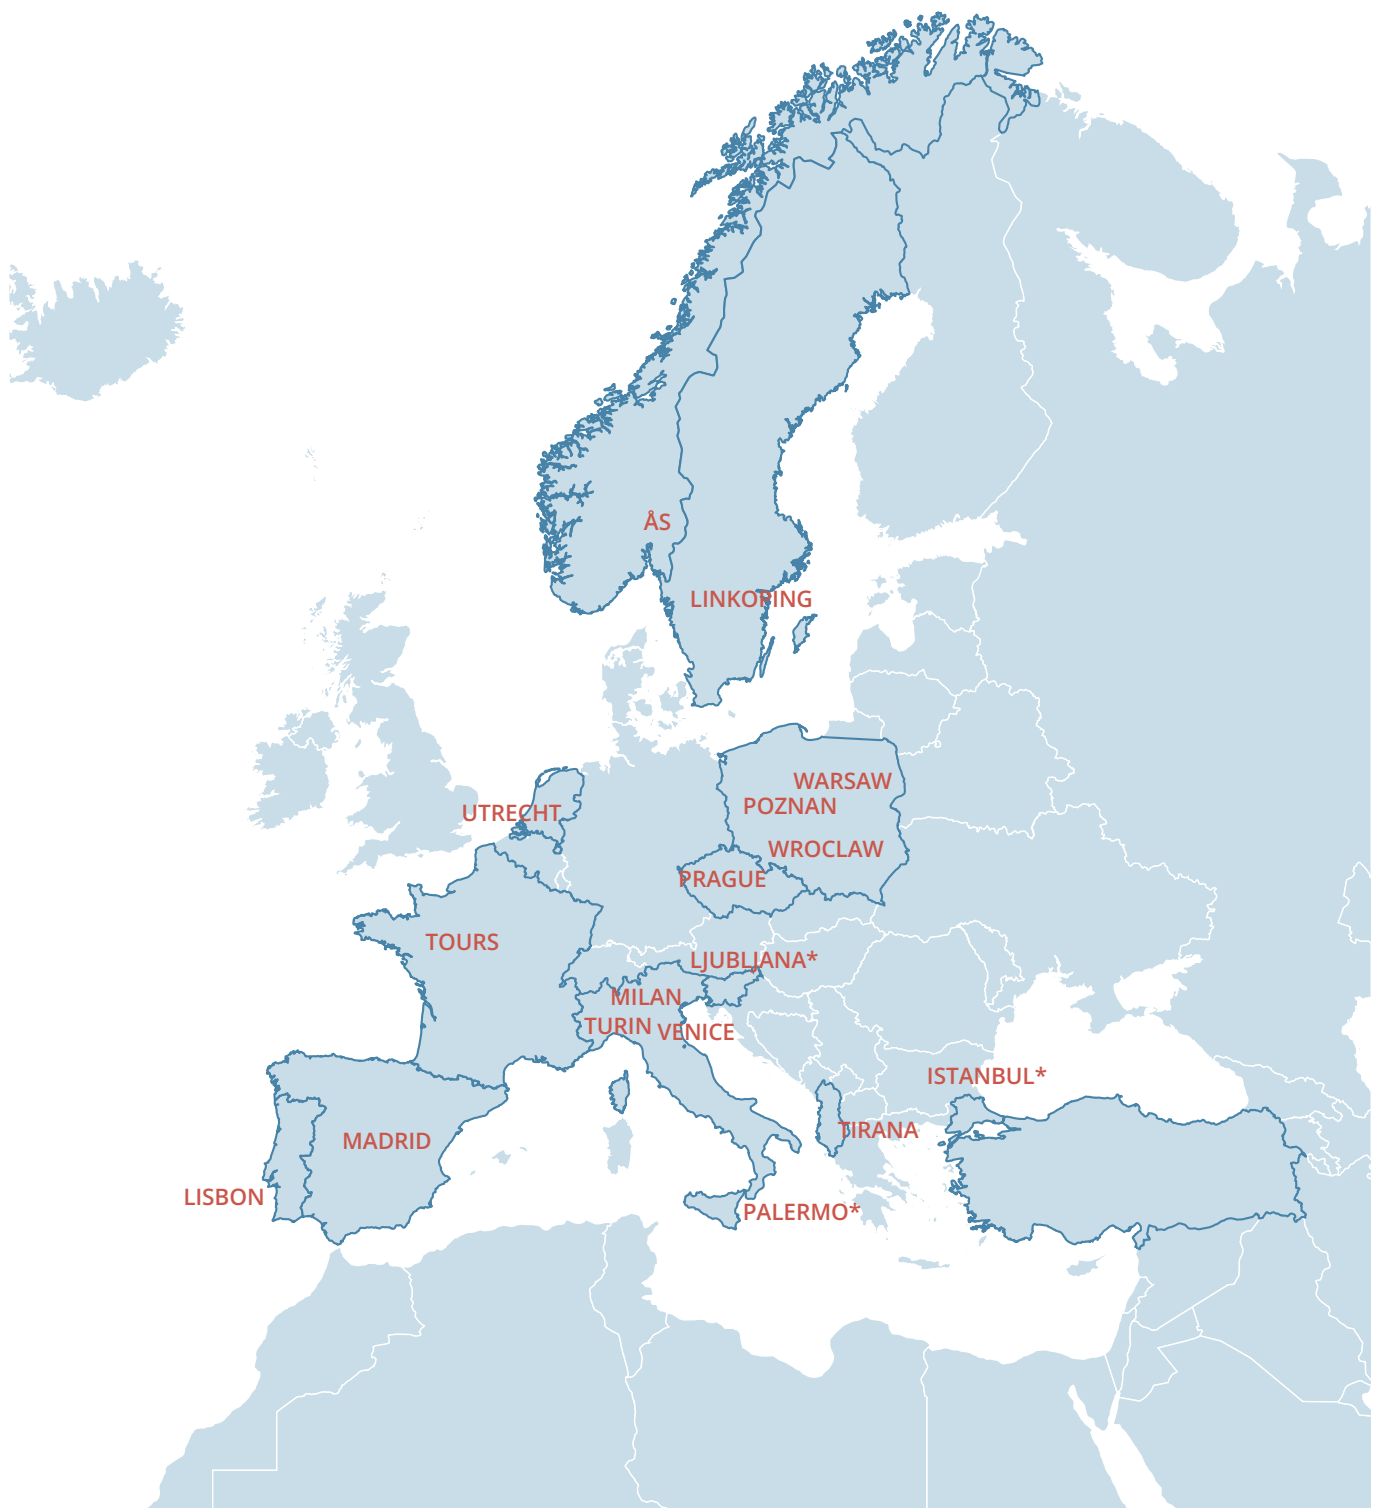 ÅS
LINKOPING
WARSAW
POZNAN
UTRECHT
WROCLAW
PRAGUE
TOURS
LJUBLJANA*
MILAN
TURIN
VENICE
ISTANBUL*
TIRANA
MADRID
LISBON
PALERMO*